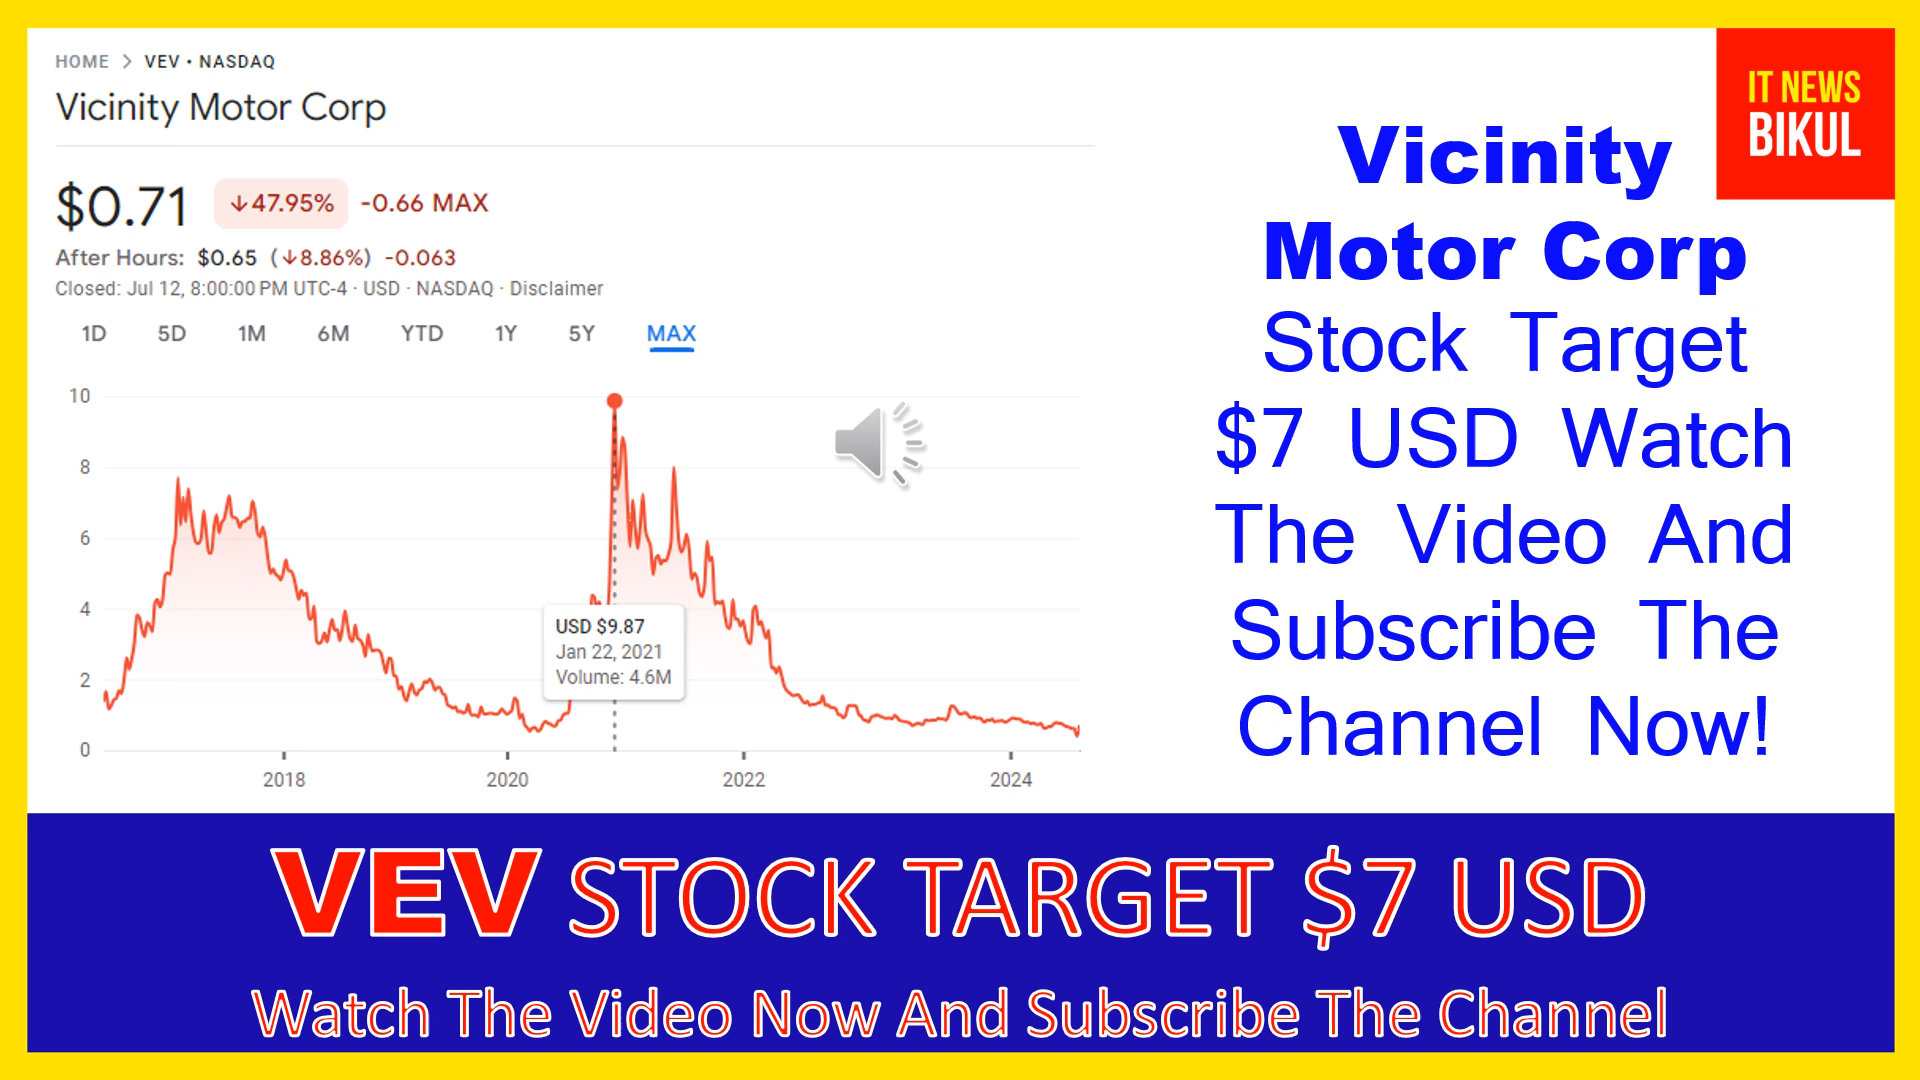 HOME > VEV • NASDAQ
Vicinity Motor Corp
$0.71 ↓47.95% -0.66 MAX
After Hours: $0.65 (↓8.86%) -0.063
Closed: Jul 12, 8:00:00 PM UTC-4 · USD · NASDAQ · Disclaimer
1D 5D 1M 6M YTD 1Y 5Y MAX
10
8
6
4
2
0
USD $9.87
Jan 22, 2021
Volume: 4.6M
2018 2020 2022 2024
IT NEWS
BIKUL
Vicinity
Motor Corp
Stock Target
$7 USD Watch
The Video And
Subscribe The
Channel Now!
VEV STOCK TARGET $7 USD
Watch The Video Now And Subscribe The Channel